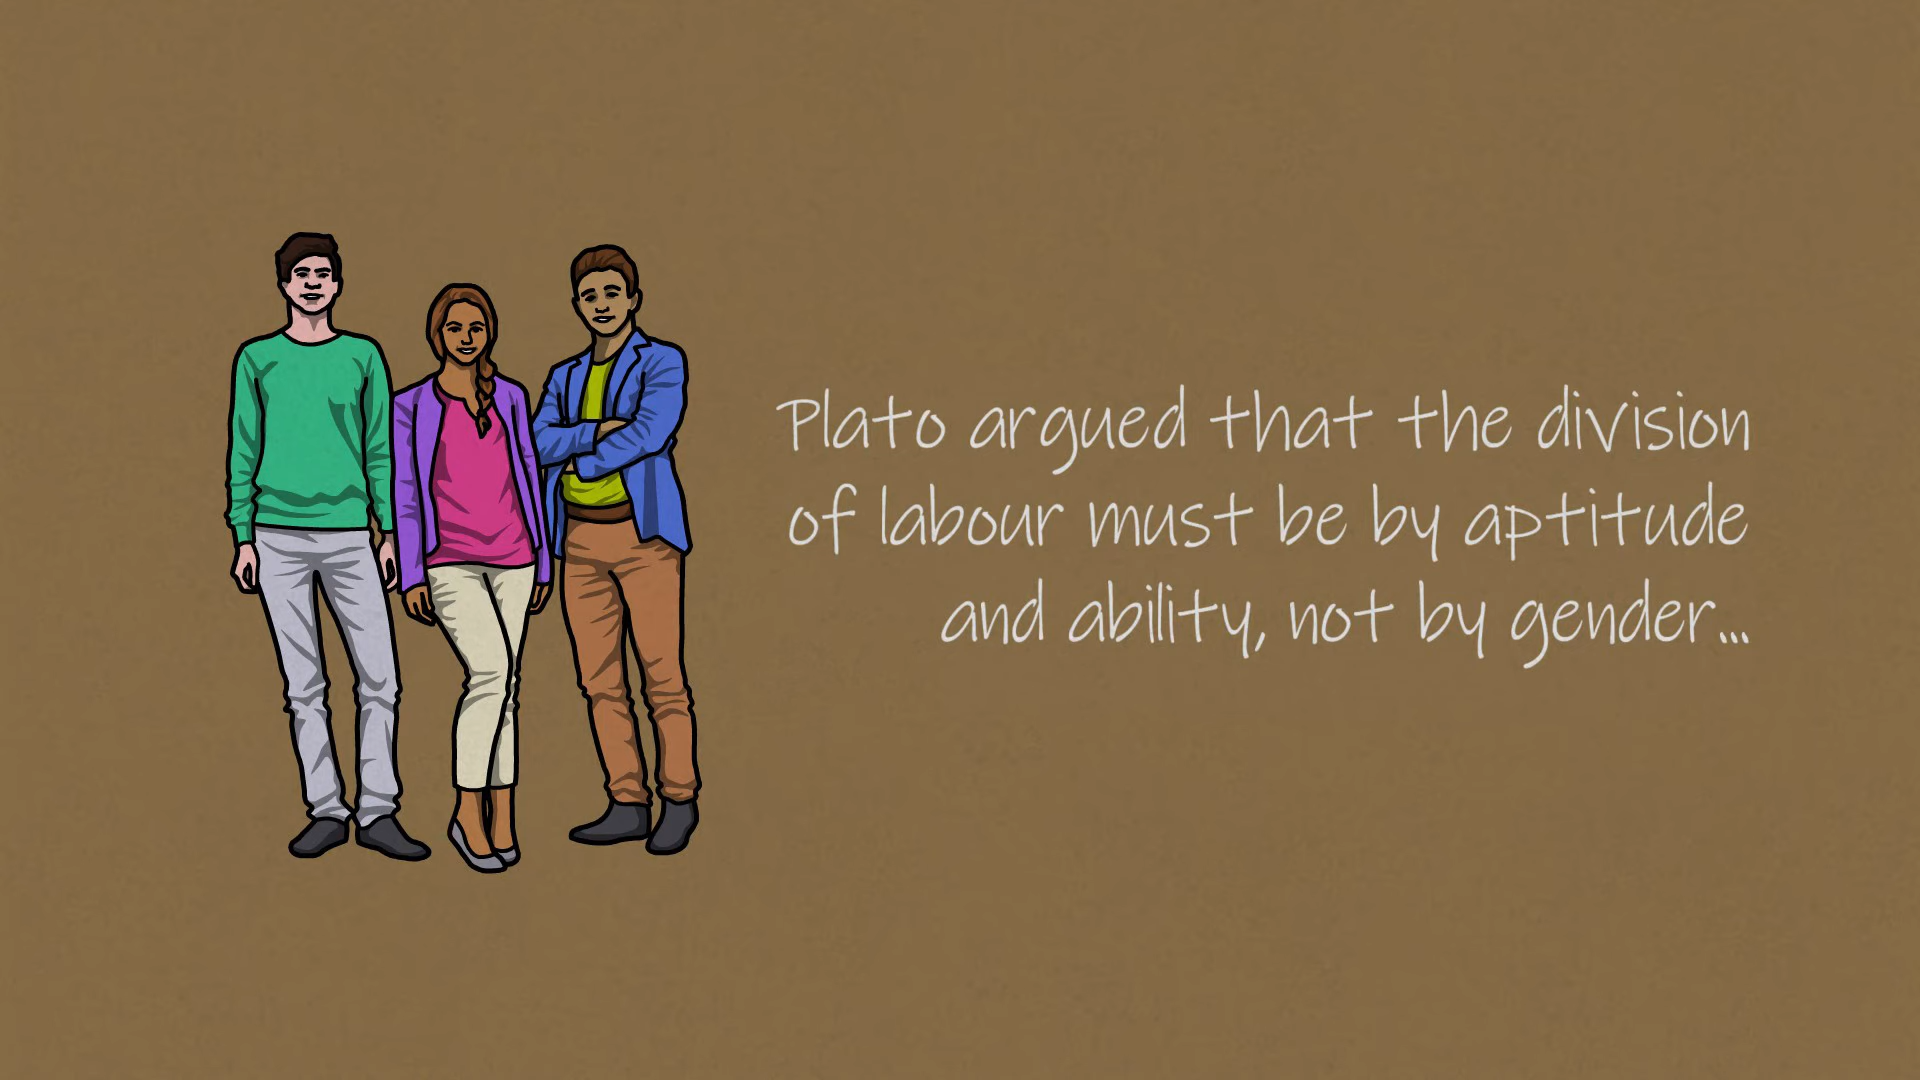 Plato argued that the division
of labour must be by aptitude
and ability, not by gender...